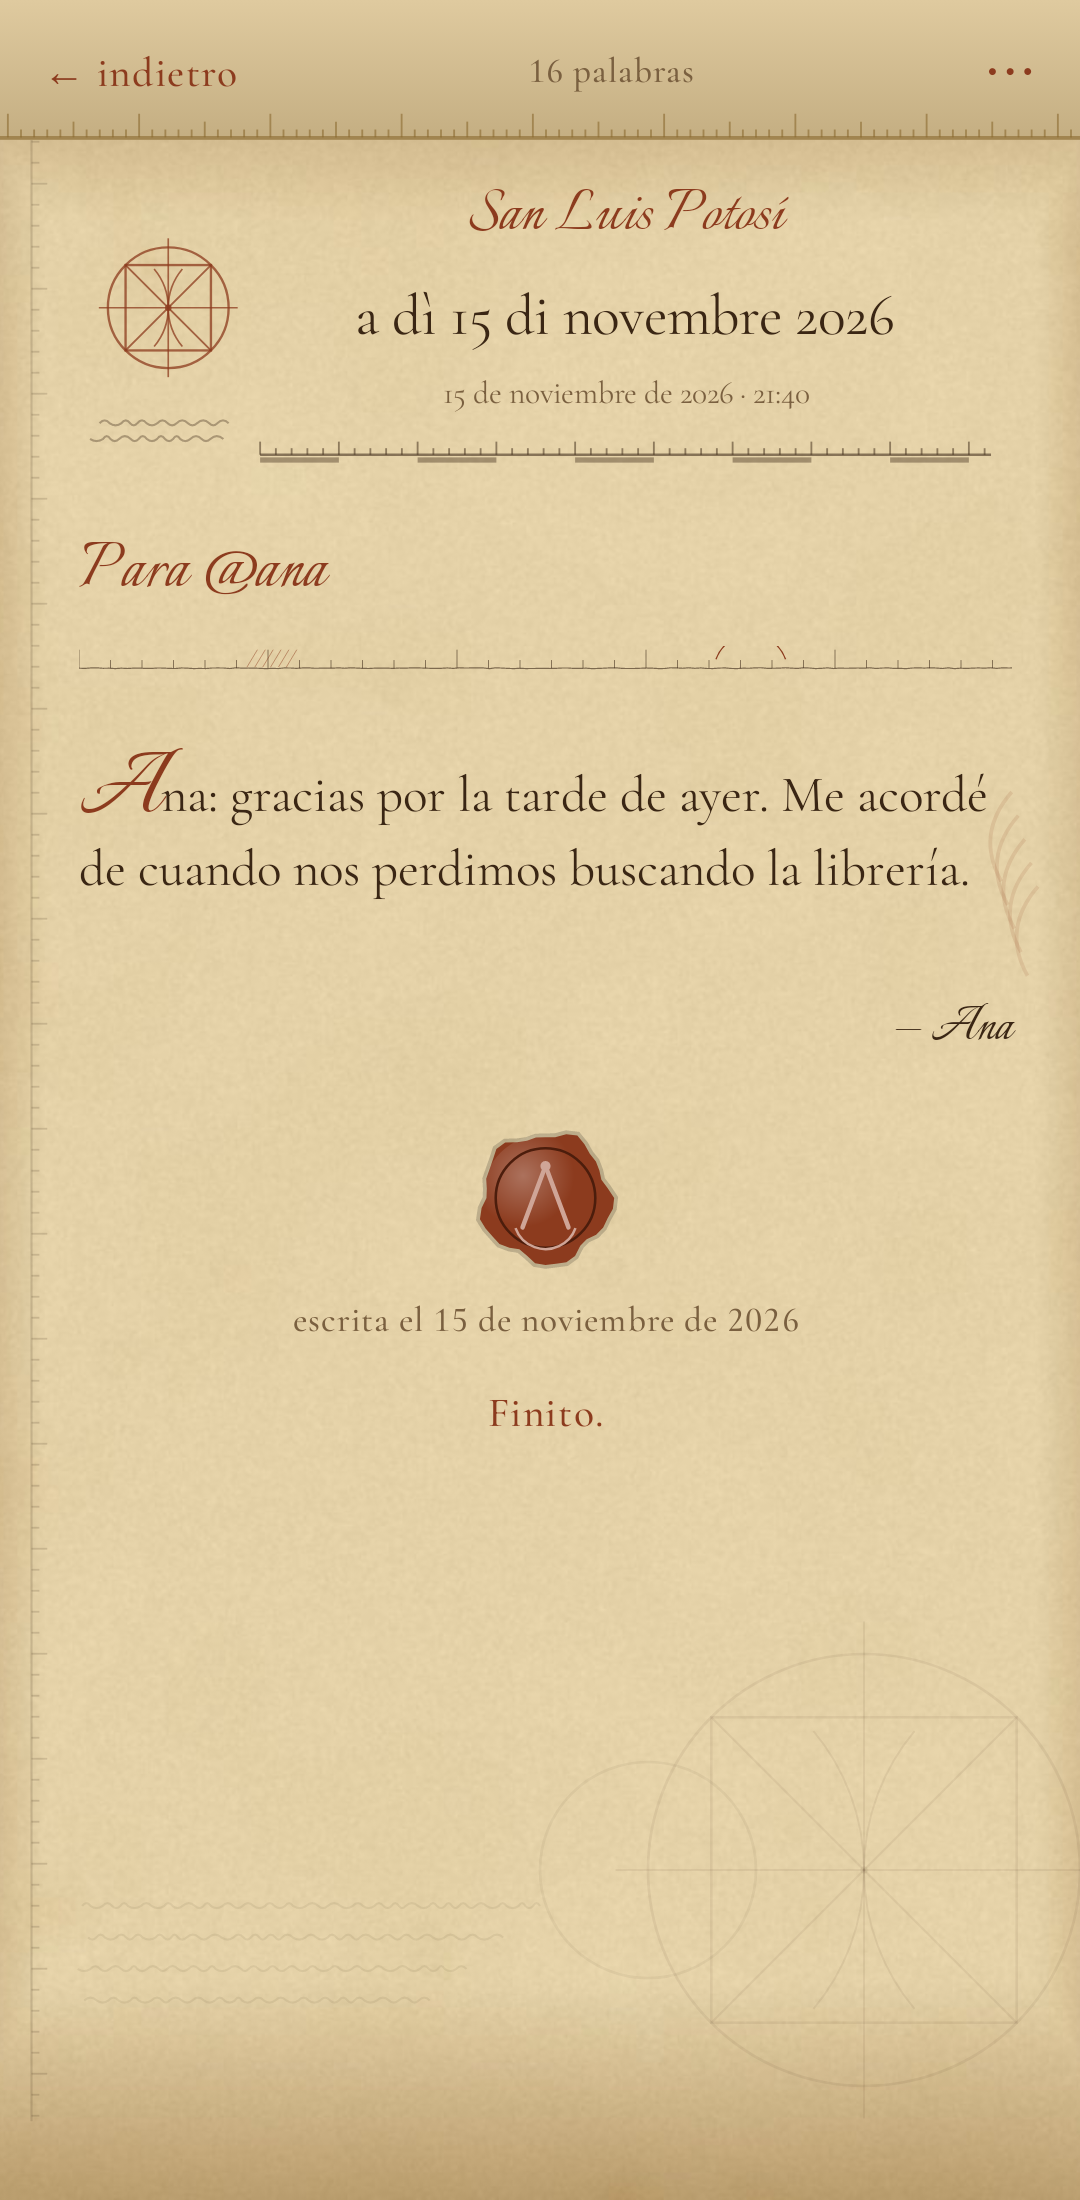 ← indietro
16 palabras
•••
San Luis Potosí
a dì 15 di novembre 2026
15 de noviembre de 2026 · 21:40
Para @ana
Ana: gracias por la tarde de ayer. Me acordé
de cuando nos perdimos buscando la librería.
— Ana
escrita el 15 de noviembre de 2026
Finito.